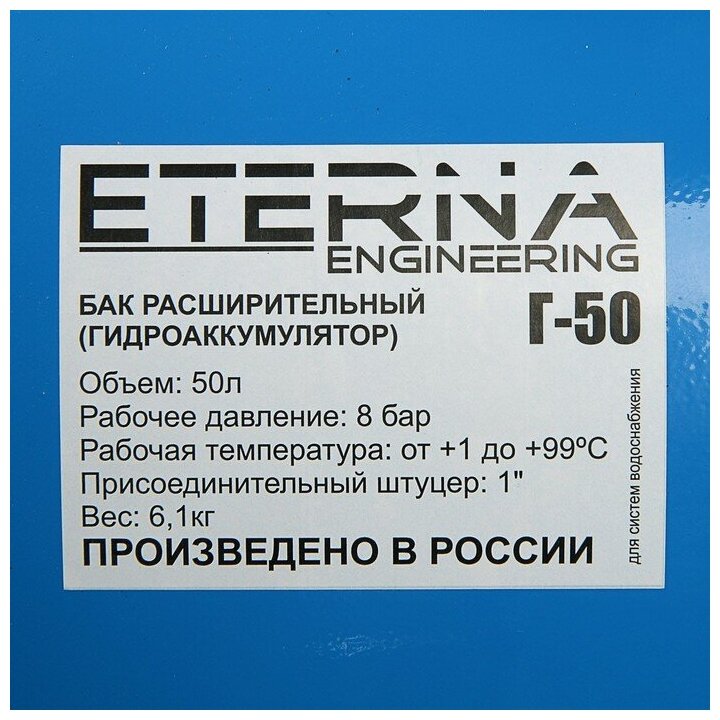 ETERNA
ENGINEERING
БАК РАСШИРИТЕЛЬНЫЙ
(ГИДРОАККУМУЛЯТОР)
Г-50
Объем: 50л
Рабочее давление: 8 бар
Рабочая температура: от +1 до +99ºС
Присоединительный штуцер: 1"
Вес: 6,1кг
ПРОИЗВЕДЕНО В РОССИИ
для систем водоснабжения